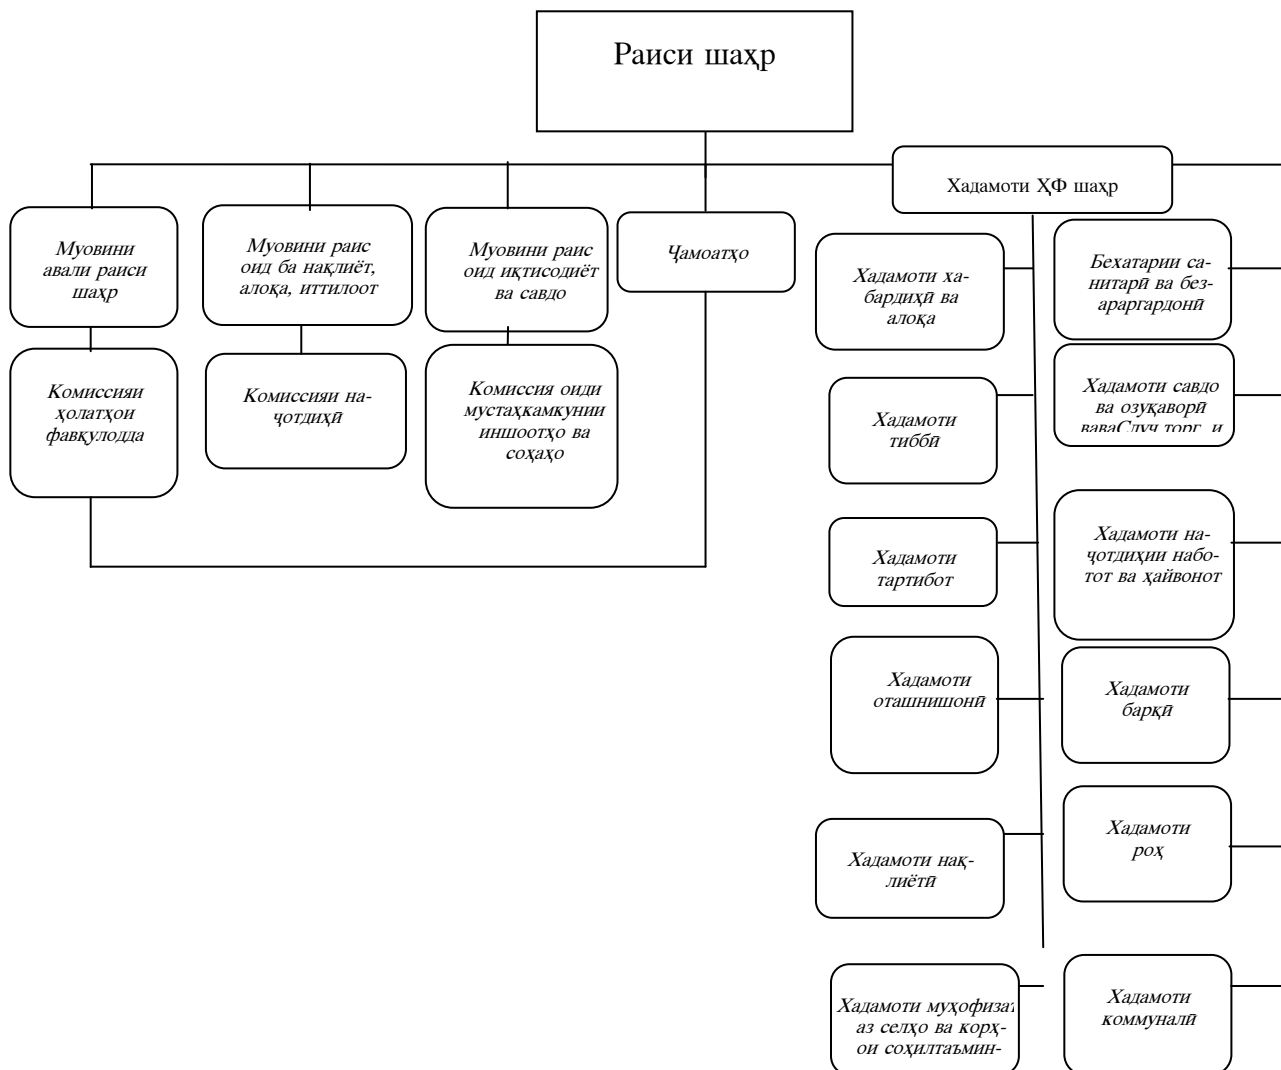 Раиси шаҳр
Хадамоти ҲФ шаҳр
Муовини
авали раиси
шаҳр
Муовини раис
оид ба нақлиёт,
алоқа, иттилоот
Муовини раис
оид иқтисодиёт
ва савдо
Ҷамоатҳо
Комиссияи
ҳолатҳои
фавқулодда
Комиссияи на-
ҷотдиҳӣ
Комиссия оиди
мустаҳкамкунии
иншоотҳо ва
соҳаҳо
Хадамоти ха-
бардиҳӣ ва
алоқа
Бехатарии са-
нитарӣ ва без-
араргардонӣ
Хадамоти
тиббӣ
Хадамоти савдо
ва озуқаворӣ
ваваСлуч торг. и
Хадамоти
тартибот
Хадамоти на-
ҷотдиҳии набо-
тот ва ҳайвонот
Хадамоти
оташнишонӣ
Хадамоти
барқӣ
Хадамоти нақ-
лиётӣ
Хадамоти
роҳ
Хадамоти муҳофизат
аз селҳо ва корҳ-
ои соҳилтаъмин-
Хадамоти
коммуналӣ